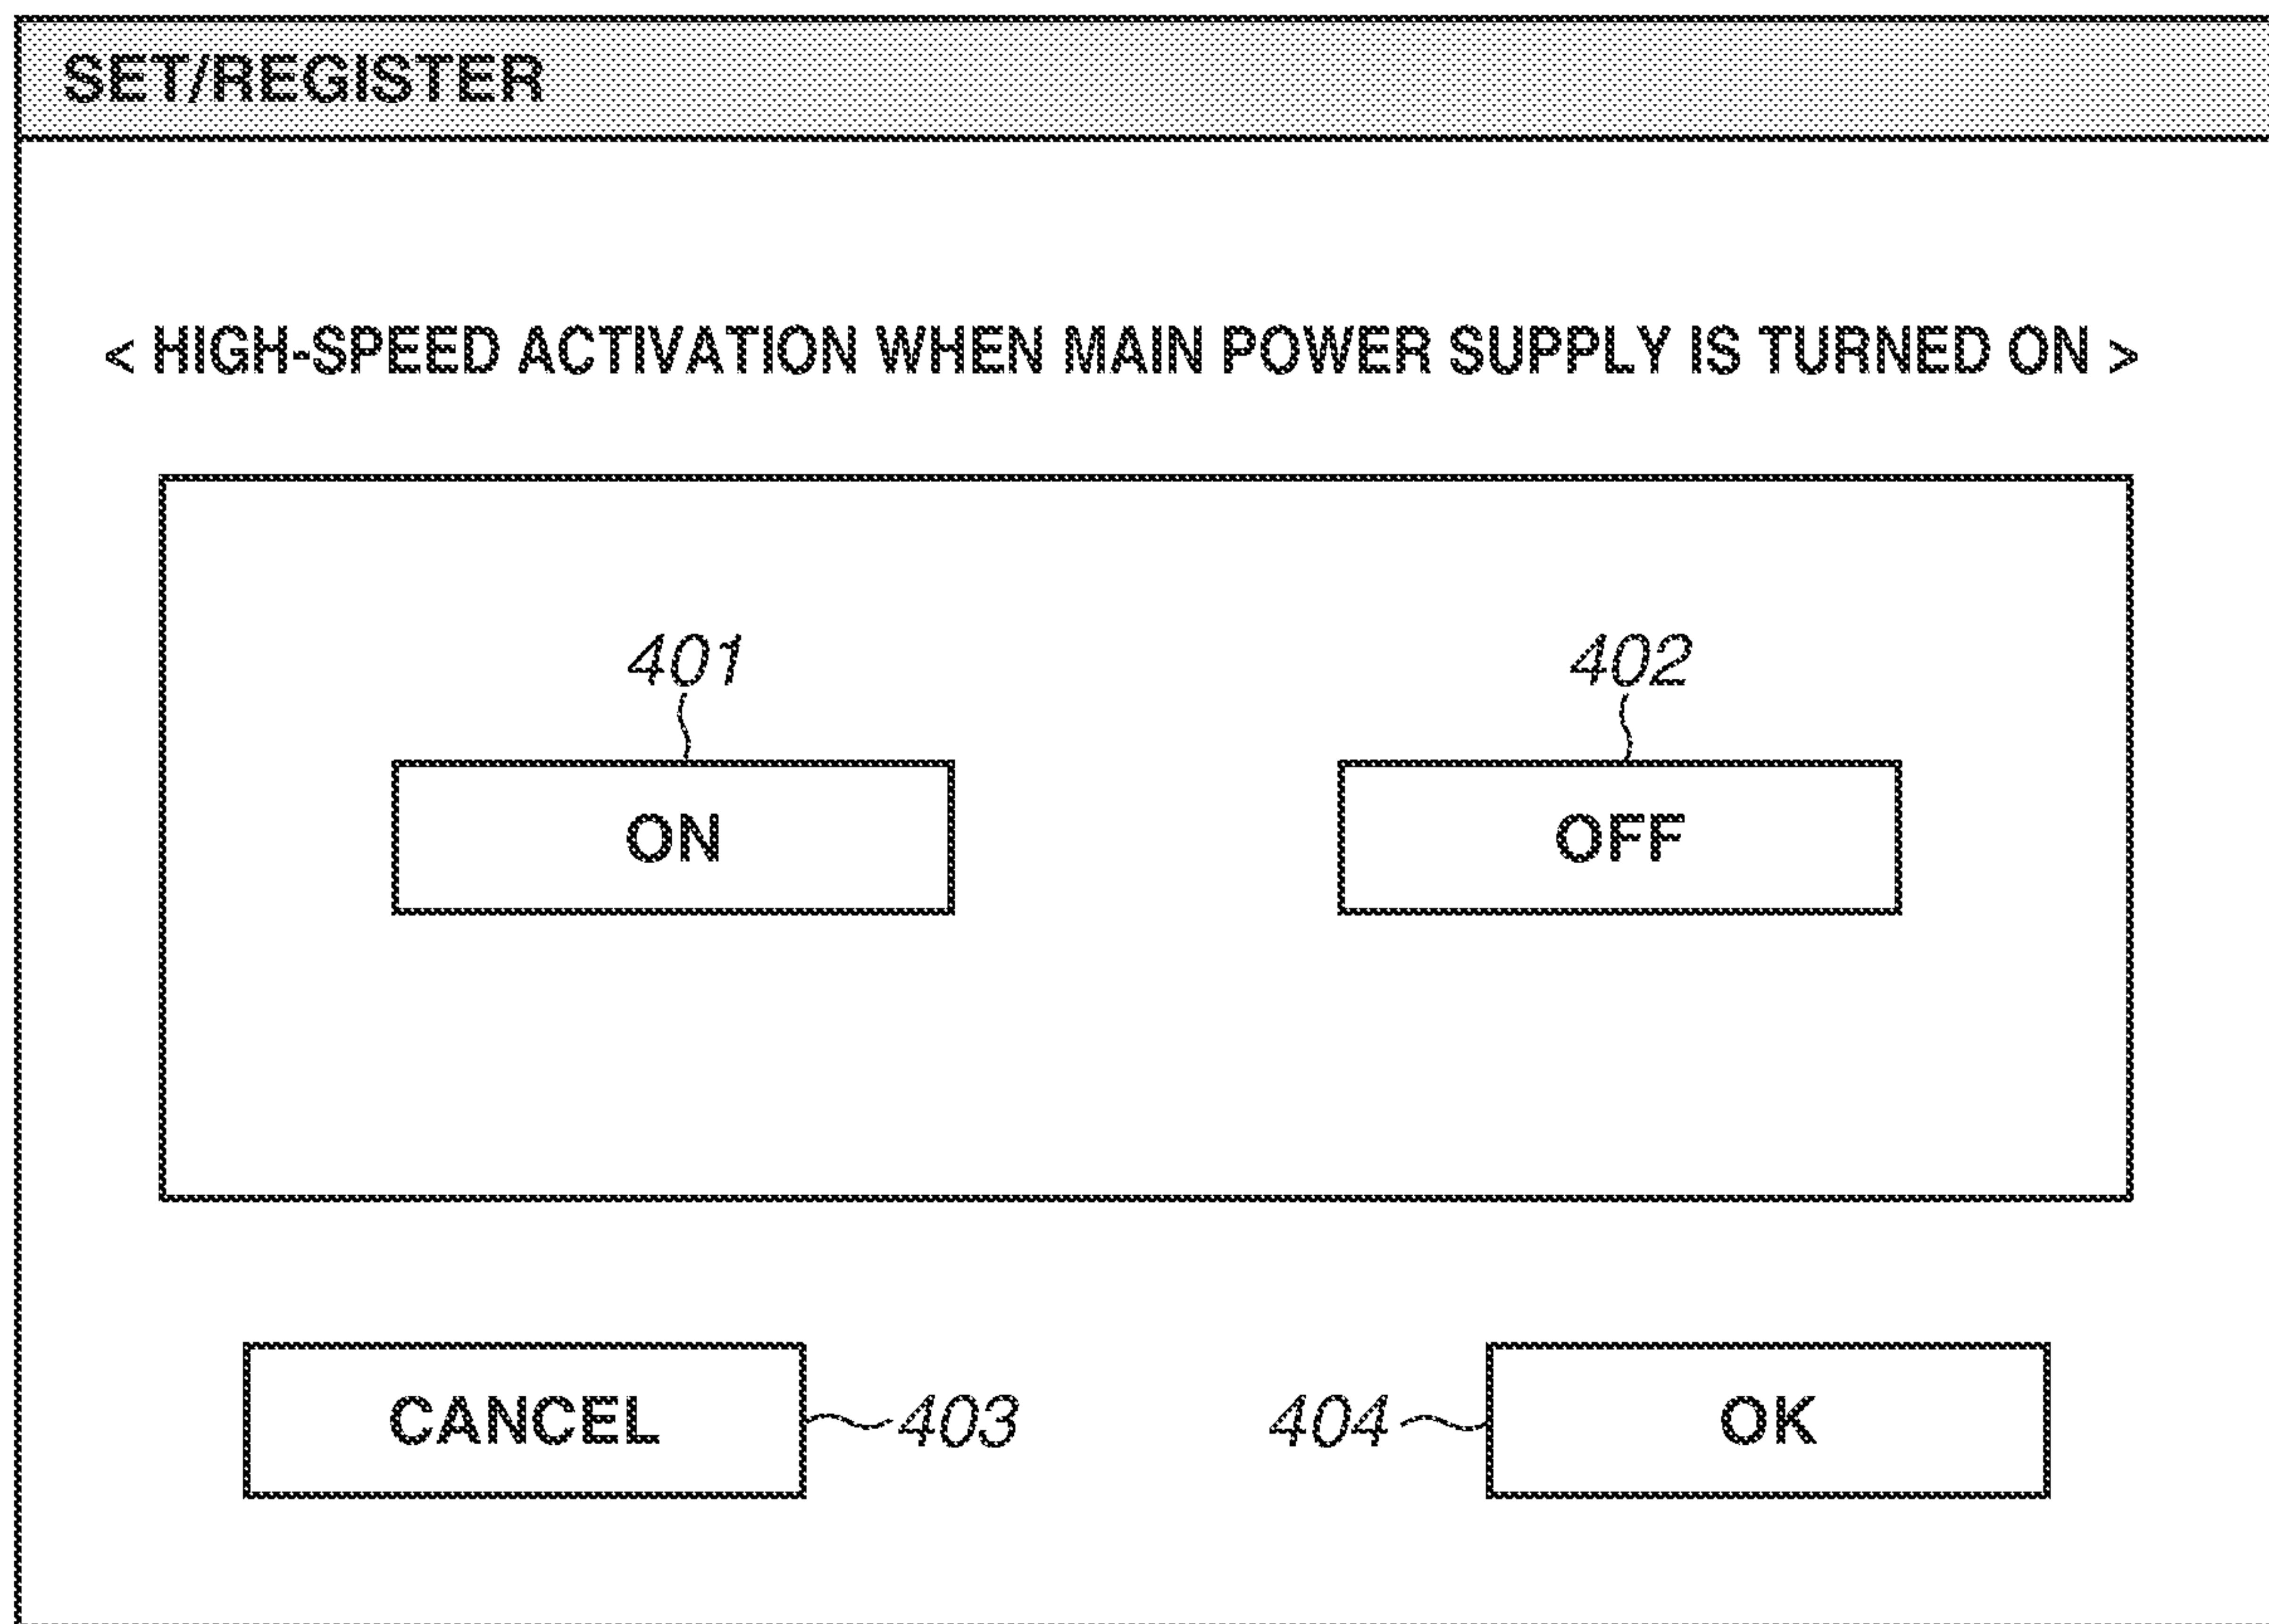 SET/REGISTER
< HIGH-SPEED ACTIVATION WHEN MAIN POWER SUPPLY IS TURNED ON >
401 402
ON OFF
CANCEL 403 404 OK